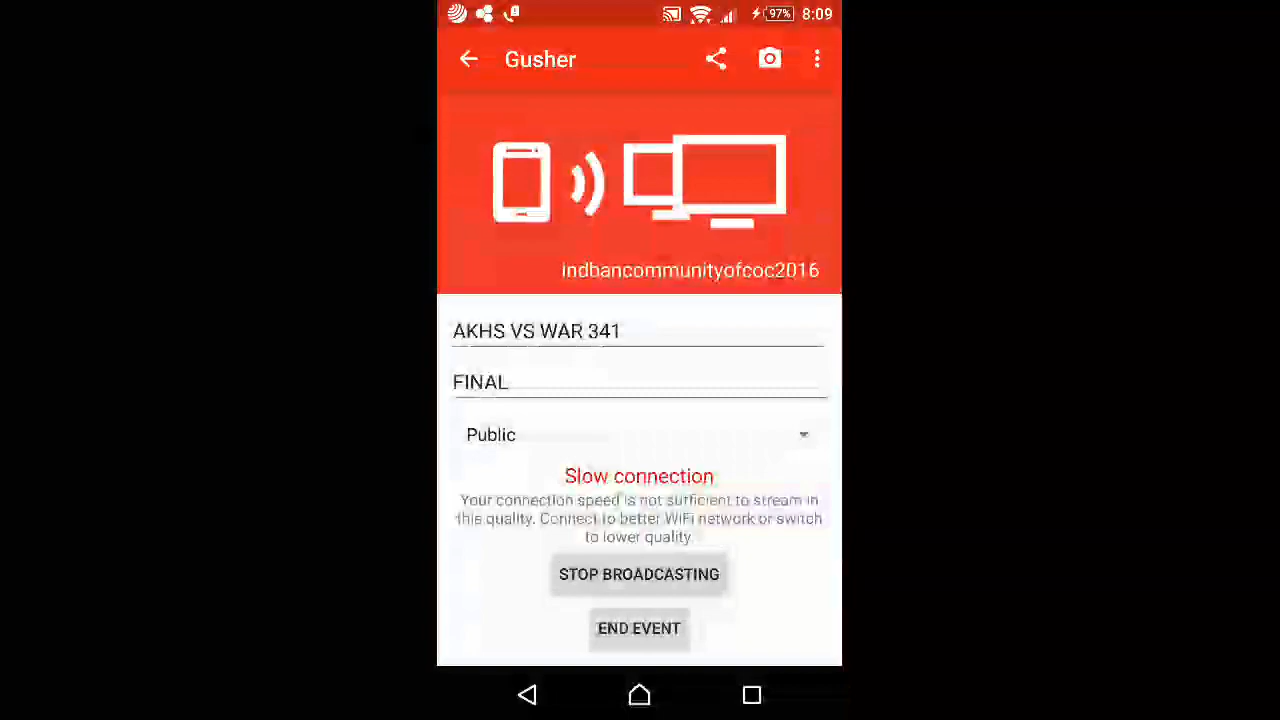 97% 8:09
Gusher
indbancommunityofcoc2016
AKHS VS WAR 341
FINAL
Public
Slow connection
Your connection speed is not sufficient to stream in
this quality. Connect to better WiFi network or switch
to lower quality.
STOP BROADCASTING
END EVENT